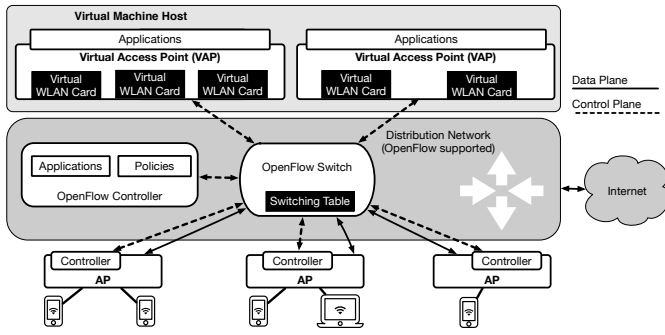 Virtual Machine Host
Applications
Virtual Access Point (VAP)
Virtual
WLAN Card
Virtual
WLAN Card
Virtual
WLAN Card
Applications
Virtual Access Point (VAP)
Virtual
WLAN Card
Virtual
WLAN Card
Data Plane
Control Plane
Distribution Network
(OpenFlow supported)
Applications
Policies
OpenFlow Controller
OpenFlow Switch
Switching Table
Internet
Controller
AP
Controller
AP
Controller
AP